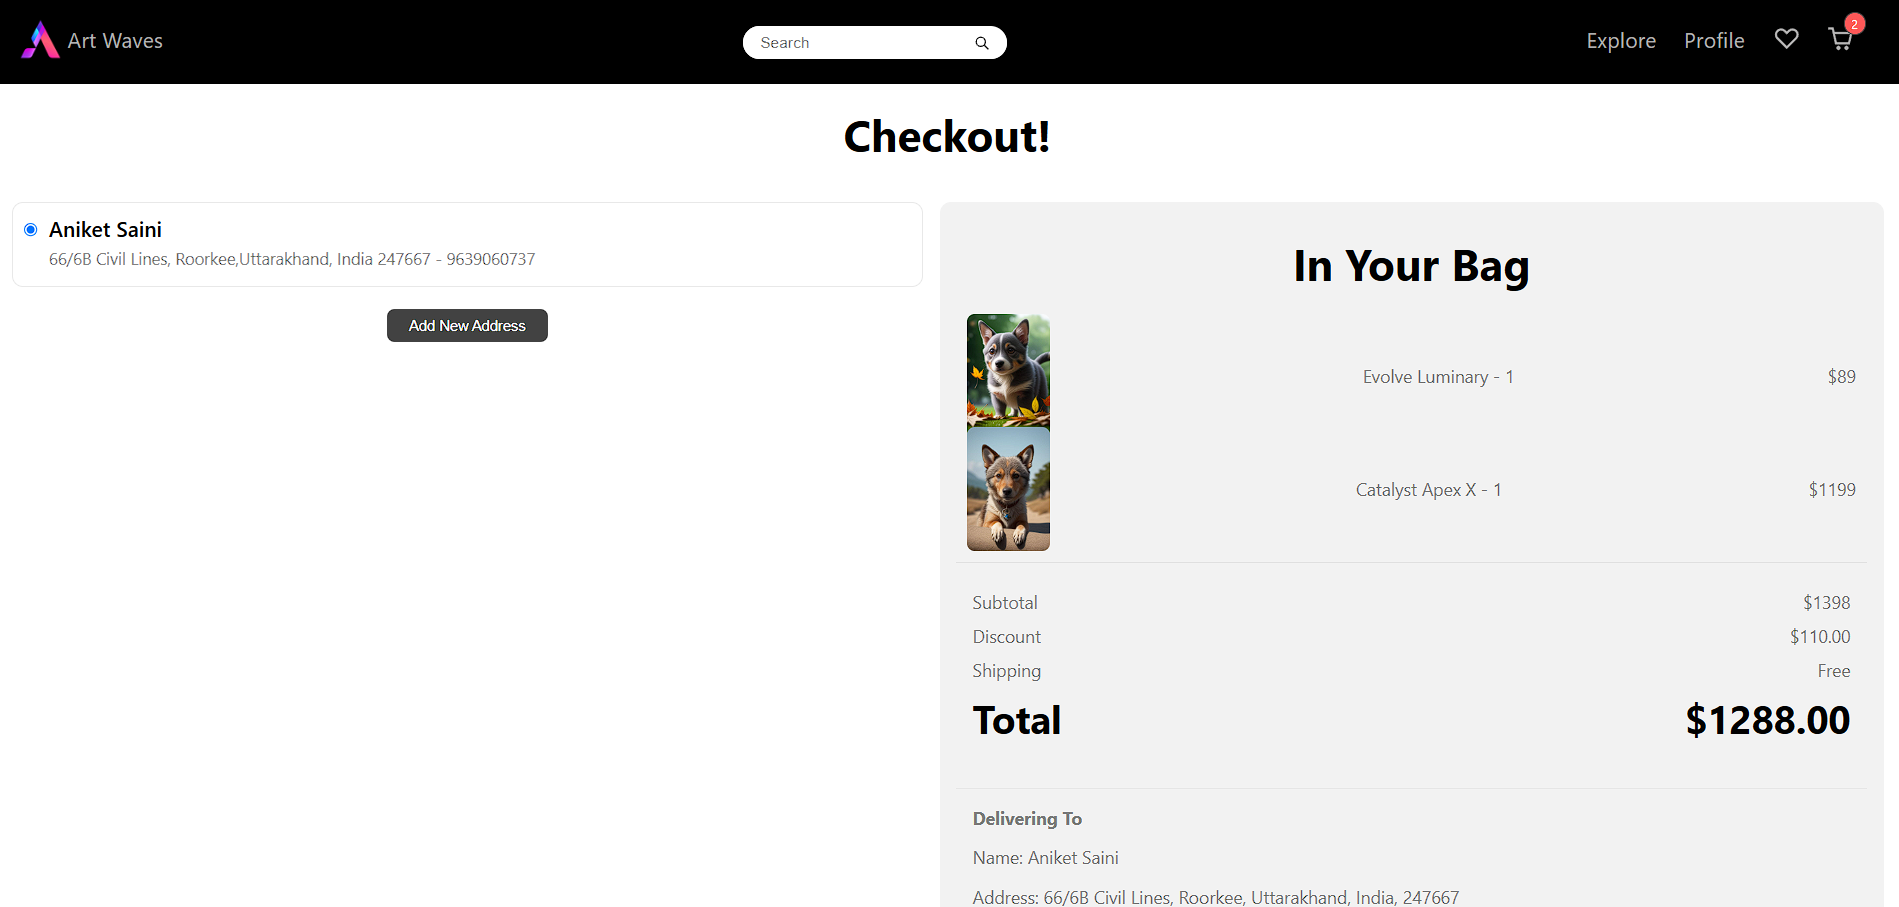 Art Waves
Search
Explore
Profile
2
Checkout!
Aniket Saini
66/6B Civil Lines, Roorkee,Uttarakhand, India 247667 - 9639060737
Add New Address
In Your Bag
Evolve Luminary - 1 $89
Catalyst Apex X - 1 $1199
Subtotal $1398
Discount $110.00
Shipping Free
Total $1288.00
Delivering To
Name: Aniket Saini
Address: 66/6B Civil Lines, Roorkee, Uttarakhand, India, 247667